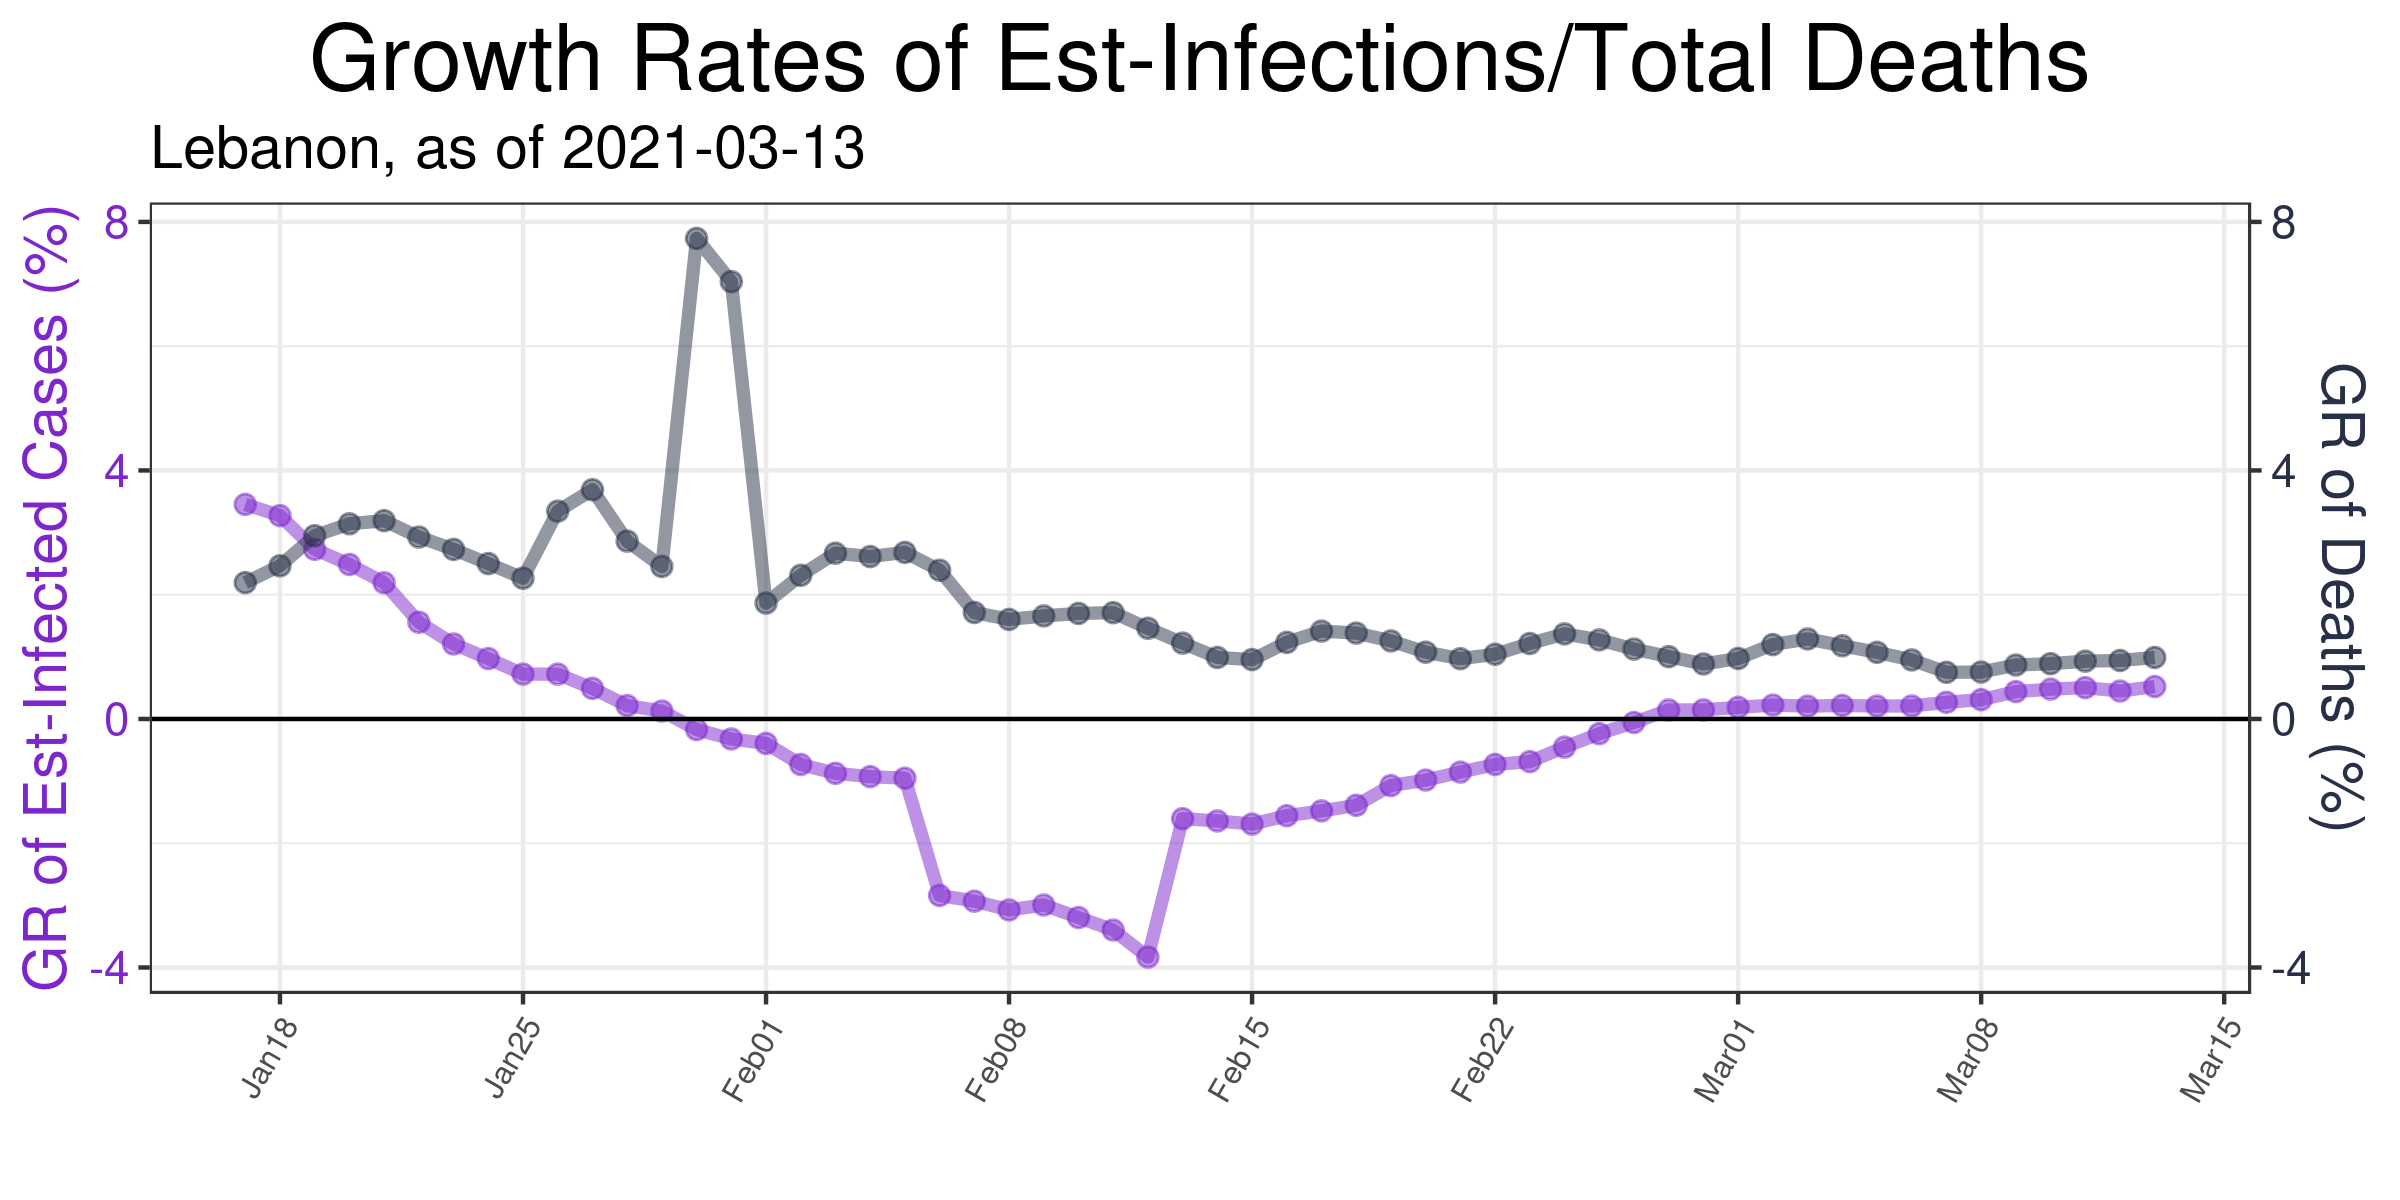 Growth Rates of Est-Infections/Total Deaths
Lebanon, as of 2021-03-13
GR of Est-Infected Cases (%)
8
4
0
-4
8
4
0
-4
GR of Deaths (%)
Jan18
Jan25
Feb01
Feb08
Feb15
Feb22
Mar01
Mar08
Mar15